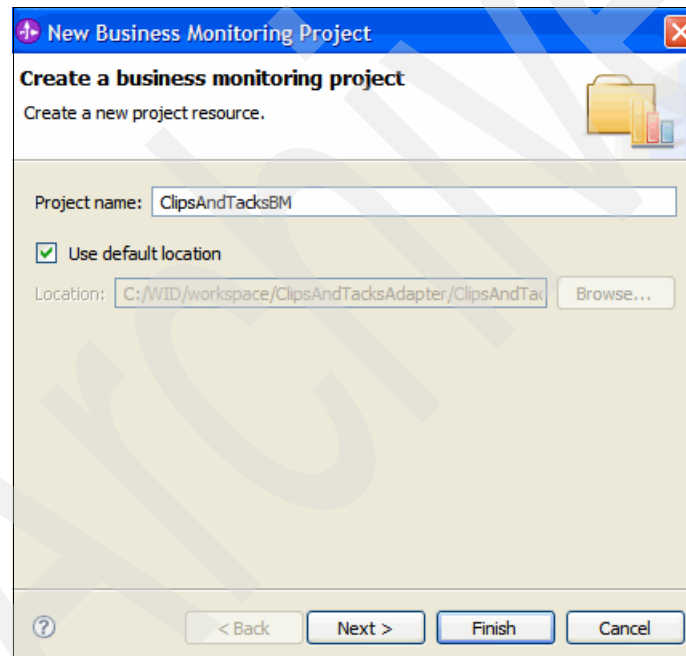 New Business Monitoring Project
Create a business monitoring project
Create a new project resource.
Project name: ClipsAndTacksBM
Use default location
Location: C:/WID/workspace/ClipsAndTacksAdapter/ClipsAndTac Browse...
< Back Next > Finish Cancel